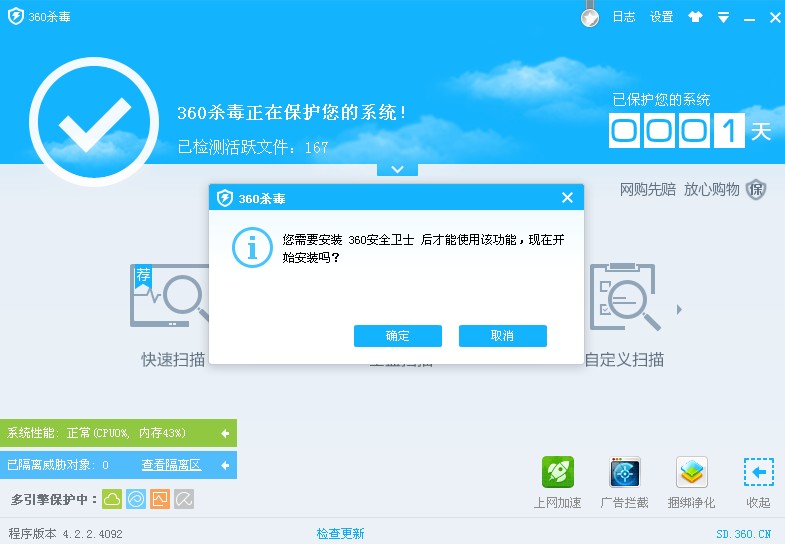 360杀毒
日志 设置
360杀毒正在保护您的系统!
已检测活跃文件: 167
已保护您的系统
0001天
网购先赔 放心购物 保
360杀毒
您需要安装 360安全卫士 后才能使用该功能,现在开
始安装吗?
确定 取消
荐
快速扫描
自定义扫描
系统性能: 正常(CPU0%, 内存43%)
已隔离威胁对象: 0 查看隔离区
多引擎保护中:
上网加速 广告拦截 捆绑净化 收起
程序版本 4.2.2.4092 检查更新 SD.360.CN